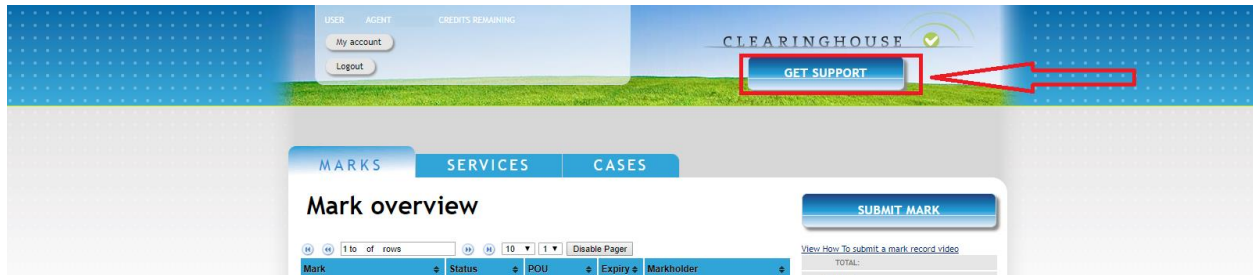 USER AGENT CREDITS REMAINING
My account
Logout
CLEARINGHOUSE
GET SUPPORT
MARKS SERVICES CASES
Mark overview
SUBMIT MARK
1 to of rows 10 1 Disable Pager
View How To submit a mark record video
TOTAL:
Mark Status POU Expiry Markholder